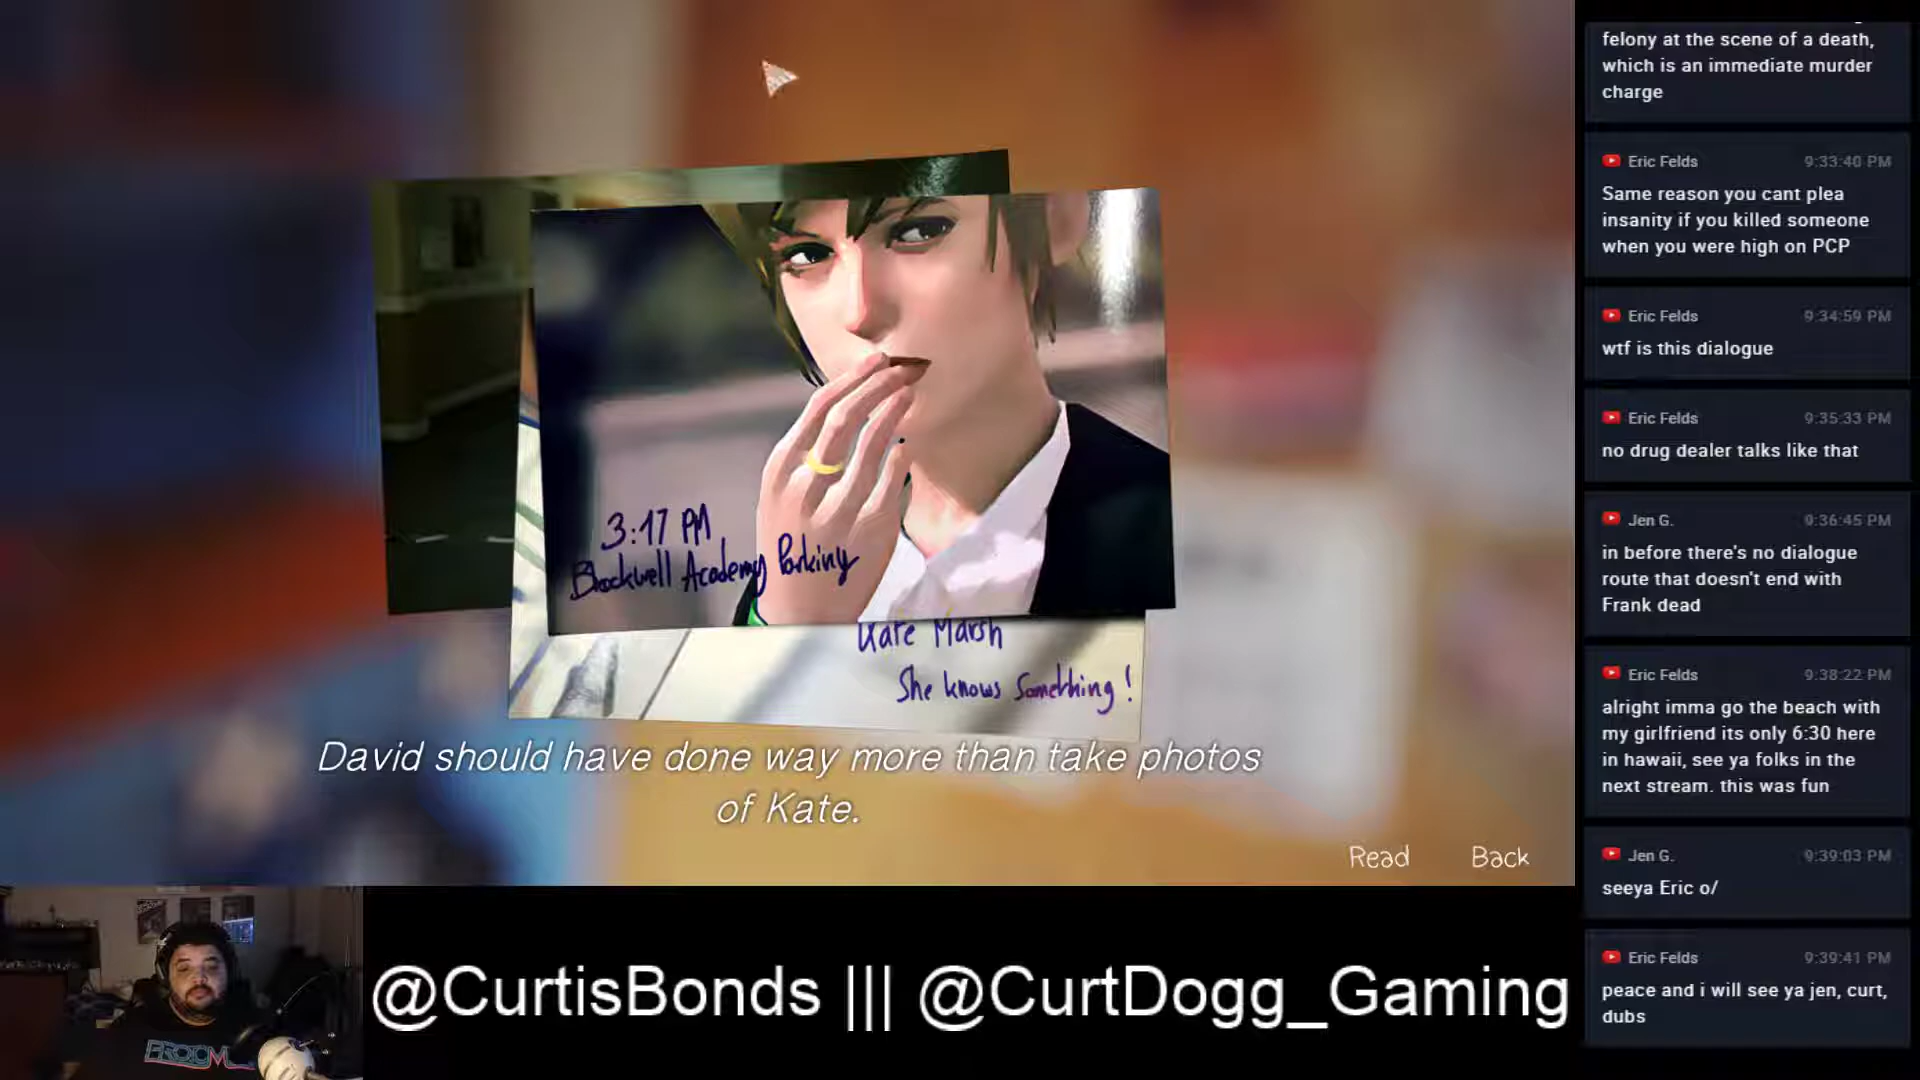 felony at the scene of a death,
which is an immediate murder
charge
Eric Felds 9:33:40 PM
Same reason you cant plea
insanity if you killed someone
when you were high on PCP
Eric Felds 9:34:59 PM
wtf is this dialogue
Eric Felds 9:35:33 PM
no drug dealer talks like that
Jen G. 9:36:45 PM
in before there's no dialogue
route that doesn't end with
Frank dead
Eric Felds 9:38:22 PM
alright imma go the beach with
my girlfriend its only 6:30 here
in hawaii, see ya folks in the
next stream. this was fun
Jen G. 9:39:03 PM
seeya Eric o/
Eric Felds 9:39:41 PM
peace and i will see ya jen, curt,
dubs
3:17 PM
Blackwell Academy Parking
Kate Marsh
She knows something!
David should have done way more than take photos
of Kate.
Read Back
@CurtisBonds ||| @CurtDogg_Gaming